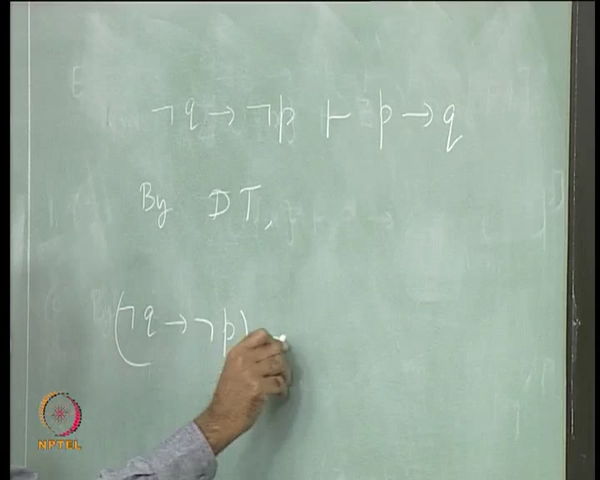 ¬q → ¬p ⊢ p → q
By DT,
(¬q → ¬p)
NPTEL